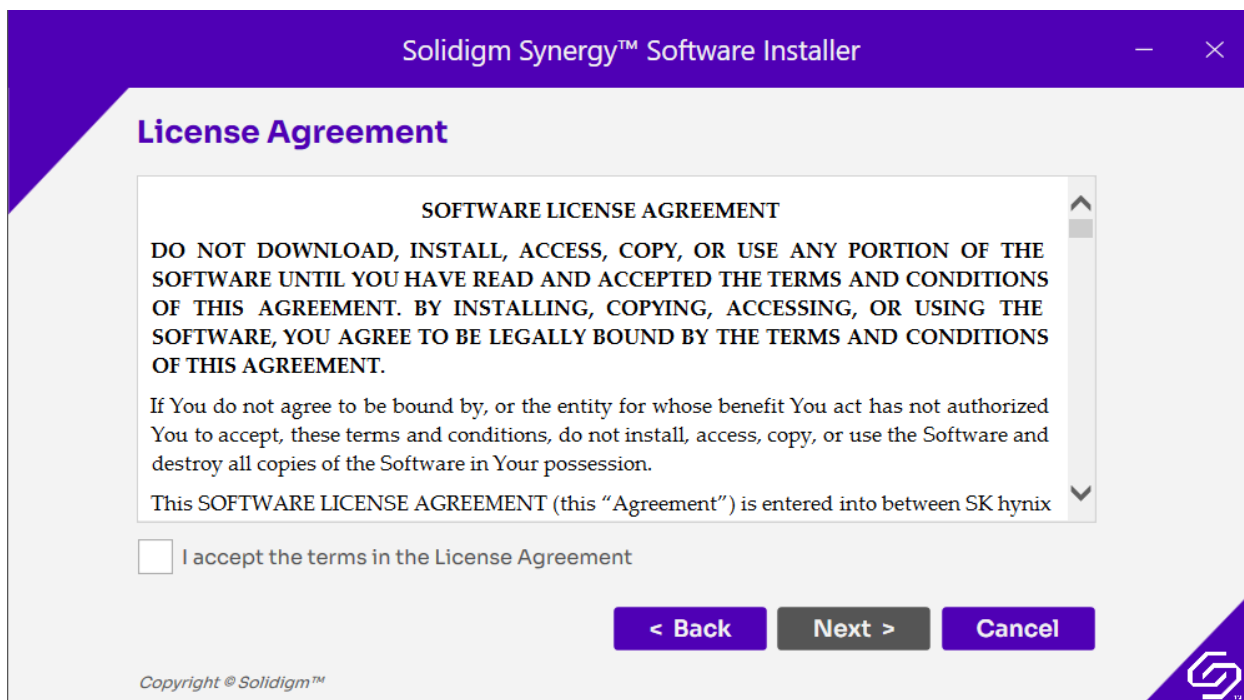 Solidigm Synergy™ Software Installer
License Agreement
SOFTWARE LICENSE AGREEMENT
DO NOT DOWNLOAD, INSTALL, ACCESS, COPY, OR USE ANY PORTION OF THE
SOFTWARE UNTIL YOU HAVE READ AND ACCEPTED THE TERMS AND CONDITIONS
OF THIS AGREEMENT. BY INSTALLING, COPYING, ACCESSING, OR USING THE
SOFTWARE, YOU AGREE TO BE LEGALLY BOUND BY THE TERMS AND CONDITIONS
OF THIS AGREEMENT.
If You do not agree to be bound by, or the entity for whose benefit You act has not authorized
You to accept, these terms and conditions, do not install, access, copy, or use the Software and
destroy all copies of the Software in Your possession.
This SOFTWARE LICENSE AGREEMENT (this “Agreement”) is entered into between SK hynix
I accept the terms in the License Agreement
< Back
Next >
Cancel
Copyright © Solidigm™